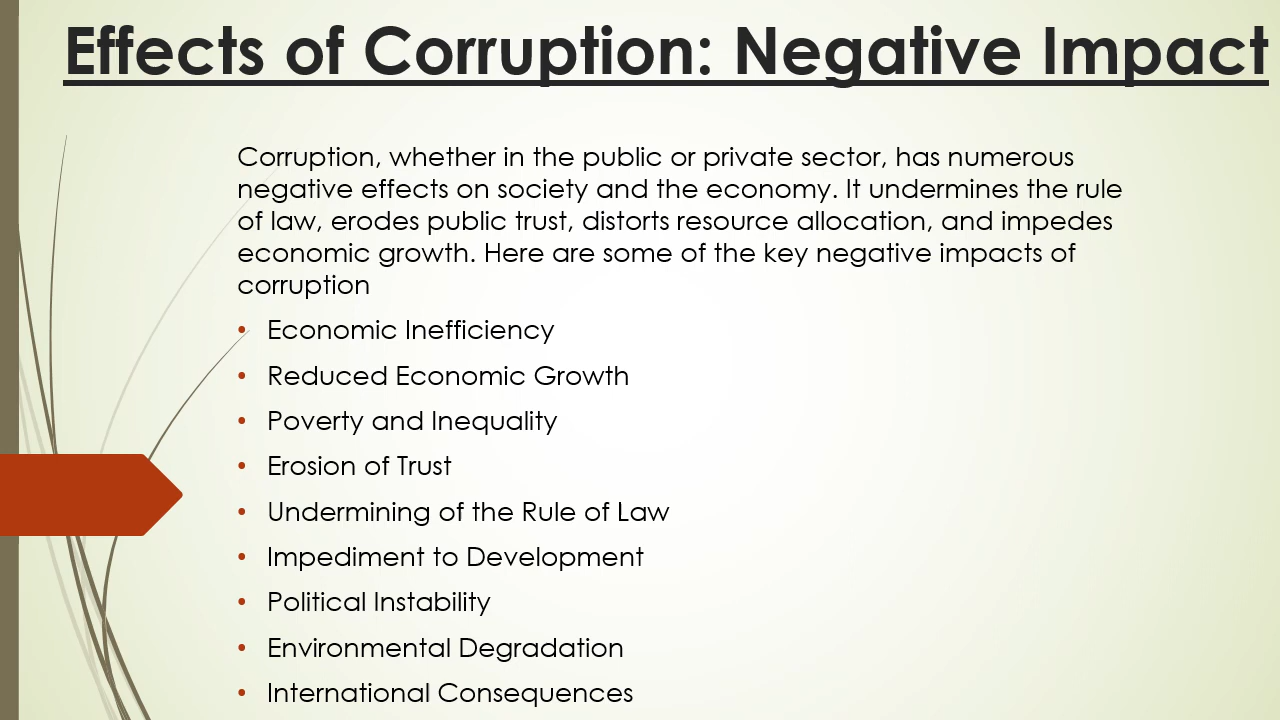 Effects of Corruption: Negative Impact
Corruption, whether in the public or private sector, has numerous
negative effects on society and the economy. It undermines the rule
of law, erodes public trust, distorts resource allocation, and impedes
economic growth. Here are some of the key negative impacts of
corruption
• Economic Inefficiency
• Reduced Economic Growth
• Poverty and Inequality
• Erosion of Trust
• Undermining of the Rule of Law
• Impediment to Development
• Political Instability
• Environmental Degradation
• International Consequences